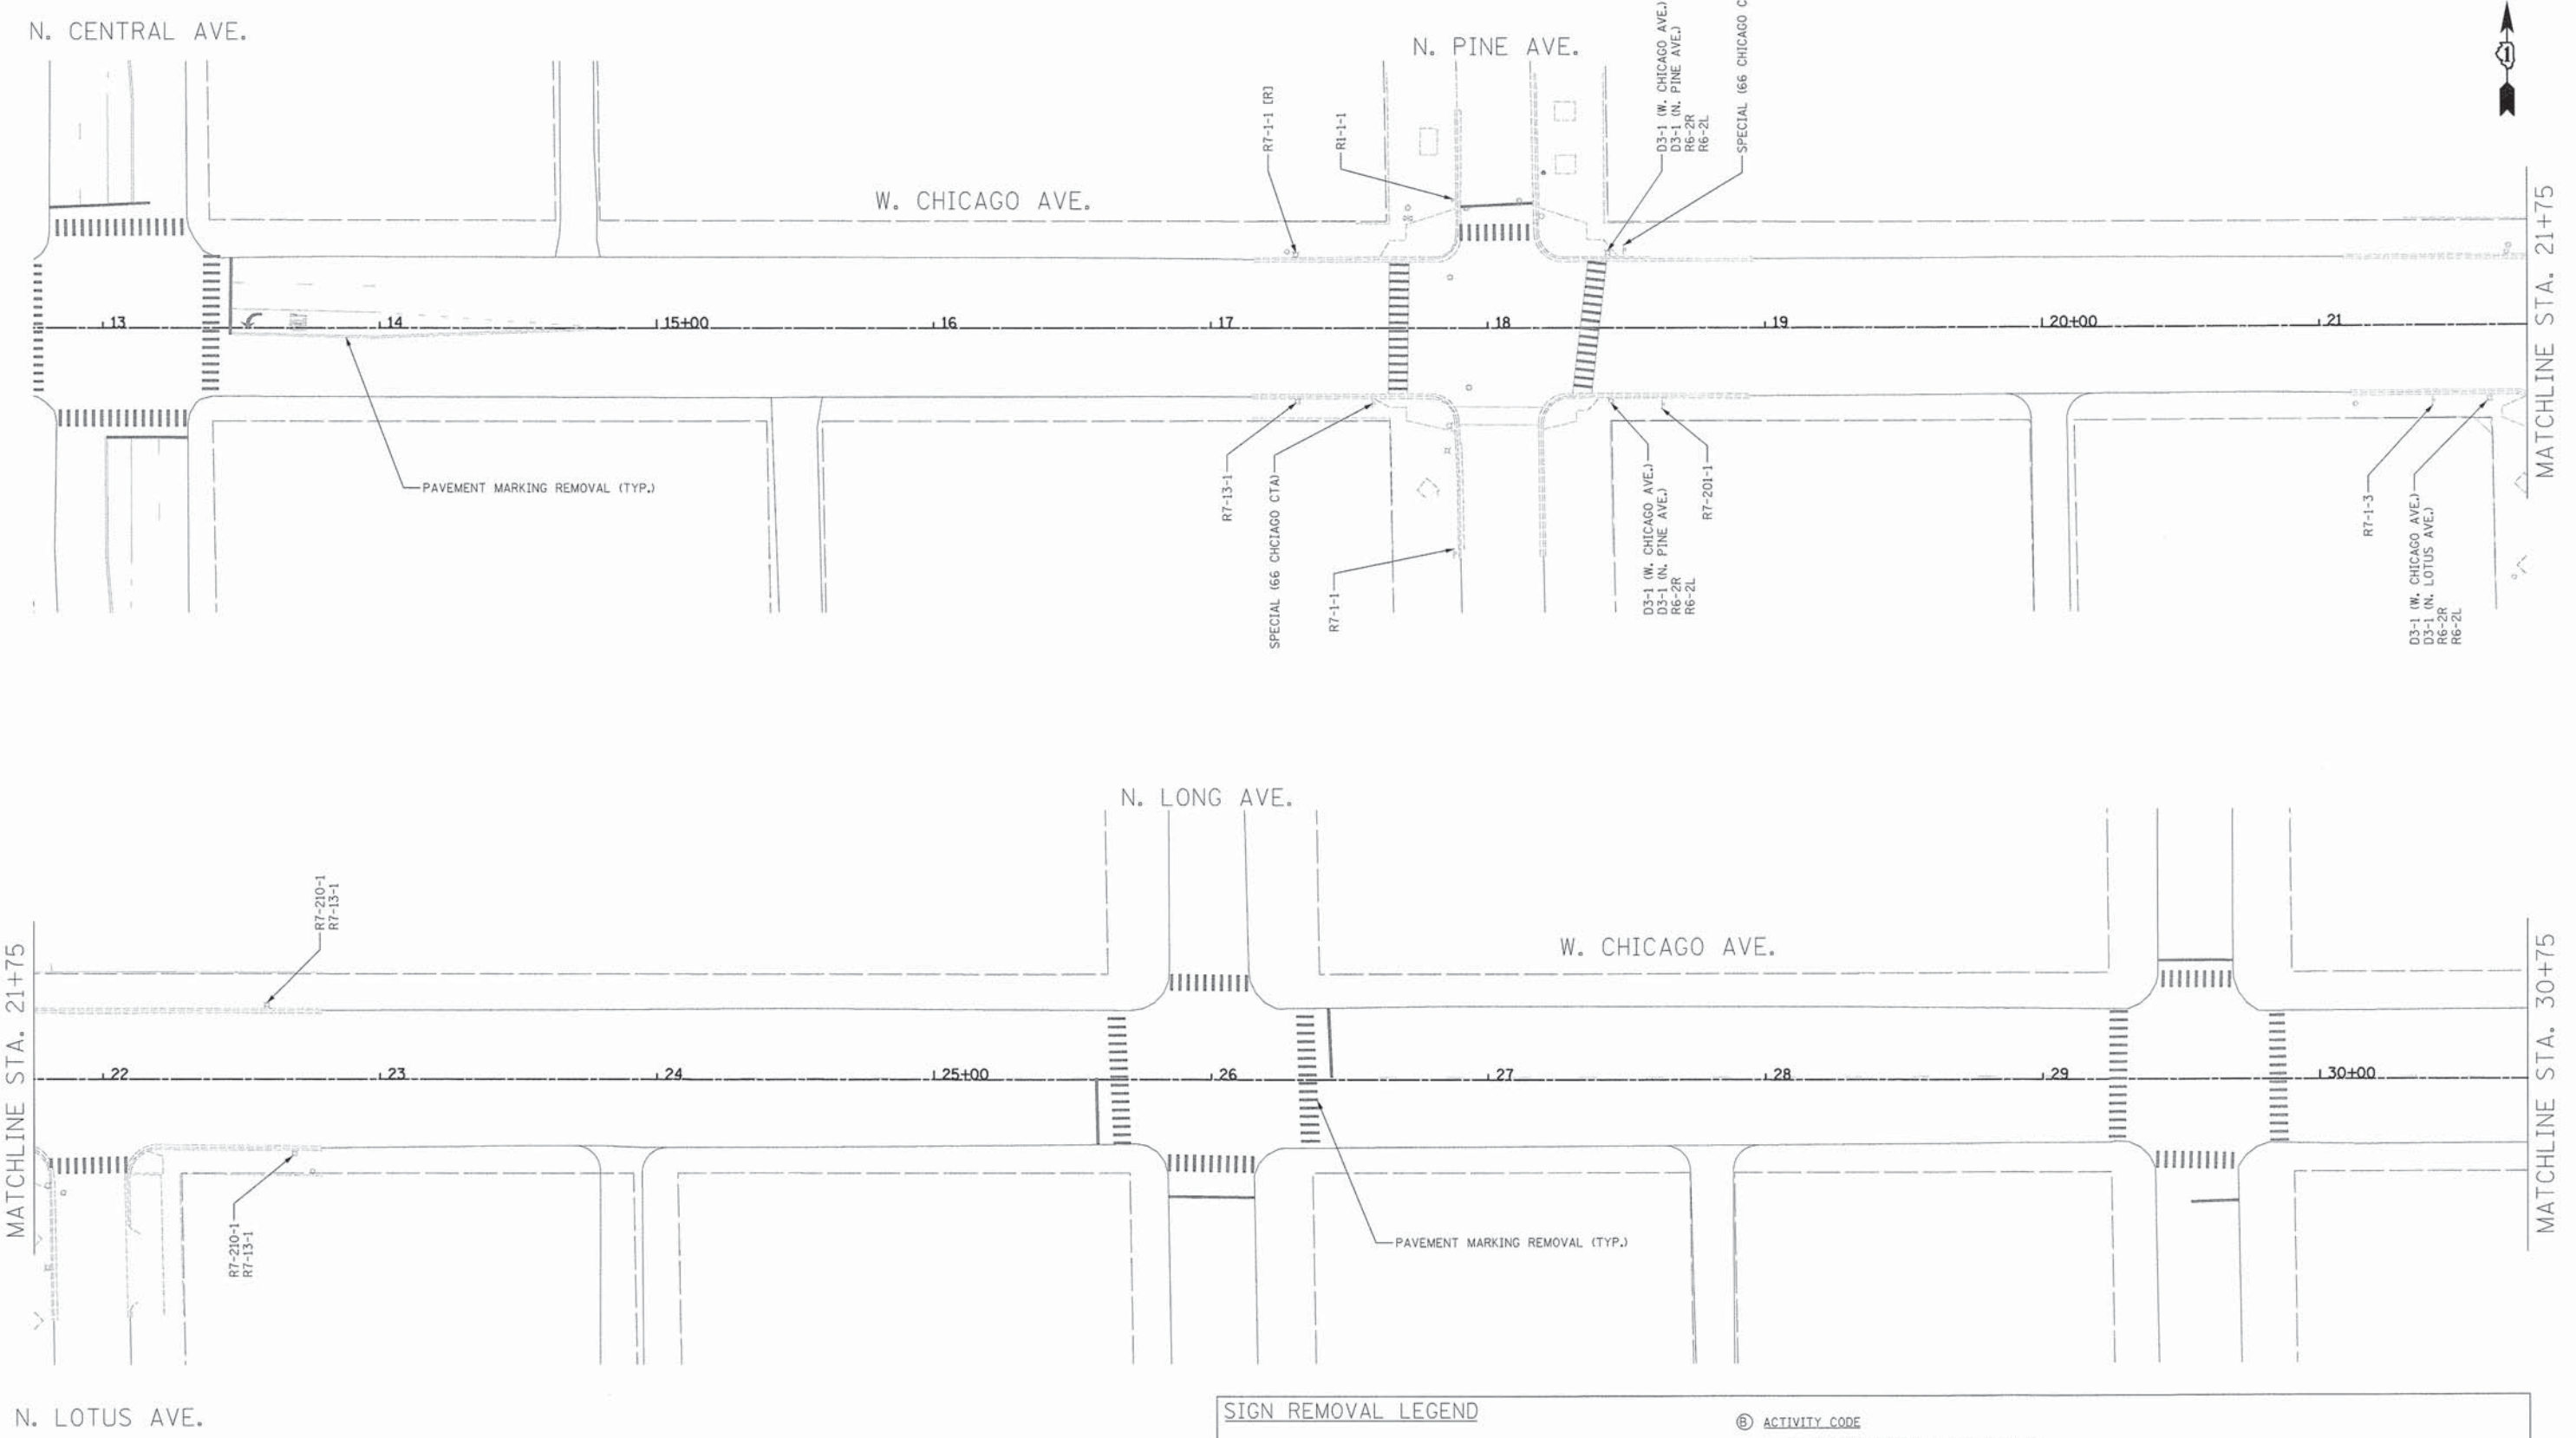 N. CENTRAL AVE.
N. PINE AVE.
W. CHICAGO AVE.
R7-1-1 [R]
R1-1-1
D3-1 (W. CHICAGO AVE.)
D3-1 (N. PINE AVE.)
R6-2R
R6-2L
SPECIAL (66 CHICAGO C
1
MATCHLINE STA. 21+75
13
14
15+00
16
17
18
19
20+00
21
PAVEMENT MARKING REMOVAL (TYP.)
R7-13-1
SPECIAL (66 CHCIAGO CTA)
R7-1-1
D3-1 (W. CHICAGO AVE.)
D3-1 (N. PINE AVE.)
R6-2R
R6-2L
R7-201-1
R7-1-3
D3-1 (W. CHICAGO AVE.)
D3-1 (N. LOTUS AVE.)
R6-2R
R6-2L
N. LONG AVE.
W. CHICAGO AVE.
R7-210-1
R7-13-1
MATCHLINE STA. 21+75
MATCHLINE STA. 30+75
22
23
24
25+00
26
27
28
29
30+00
R7-210-1
R7-13-1
PAVEMENT MARKING REMOVAL (TYP.)
N. LOTUS AVE.
SIGN REMOVAL LEGEND
B ACTIVITY CODE